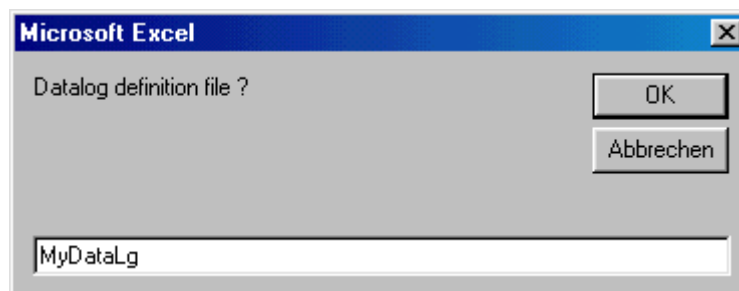 Microsoft Excel
Datalog definition file ?
OK
Abbrechen
MyDataLg